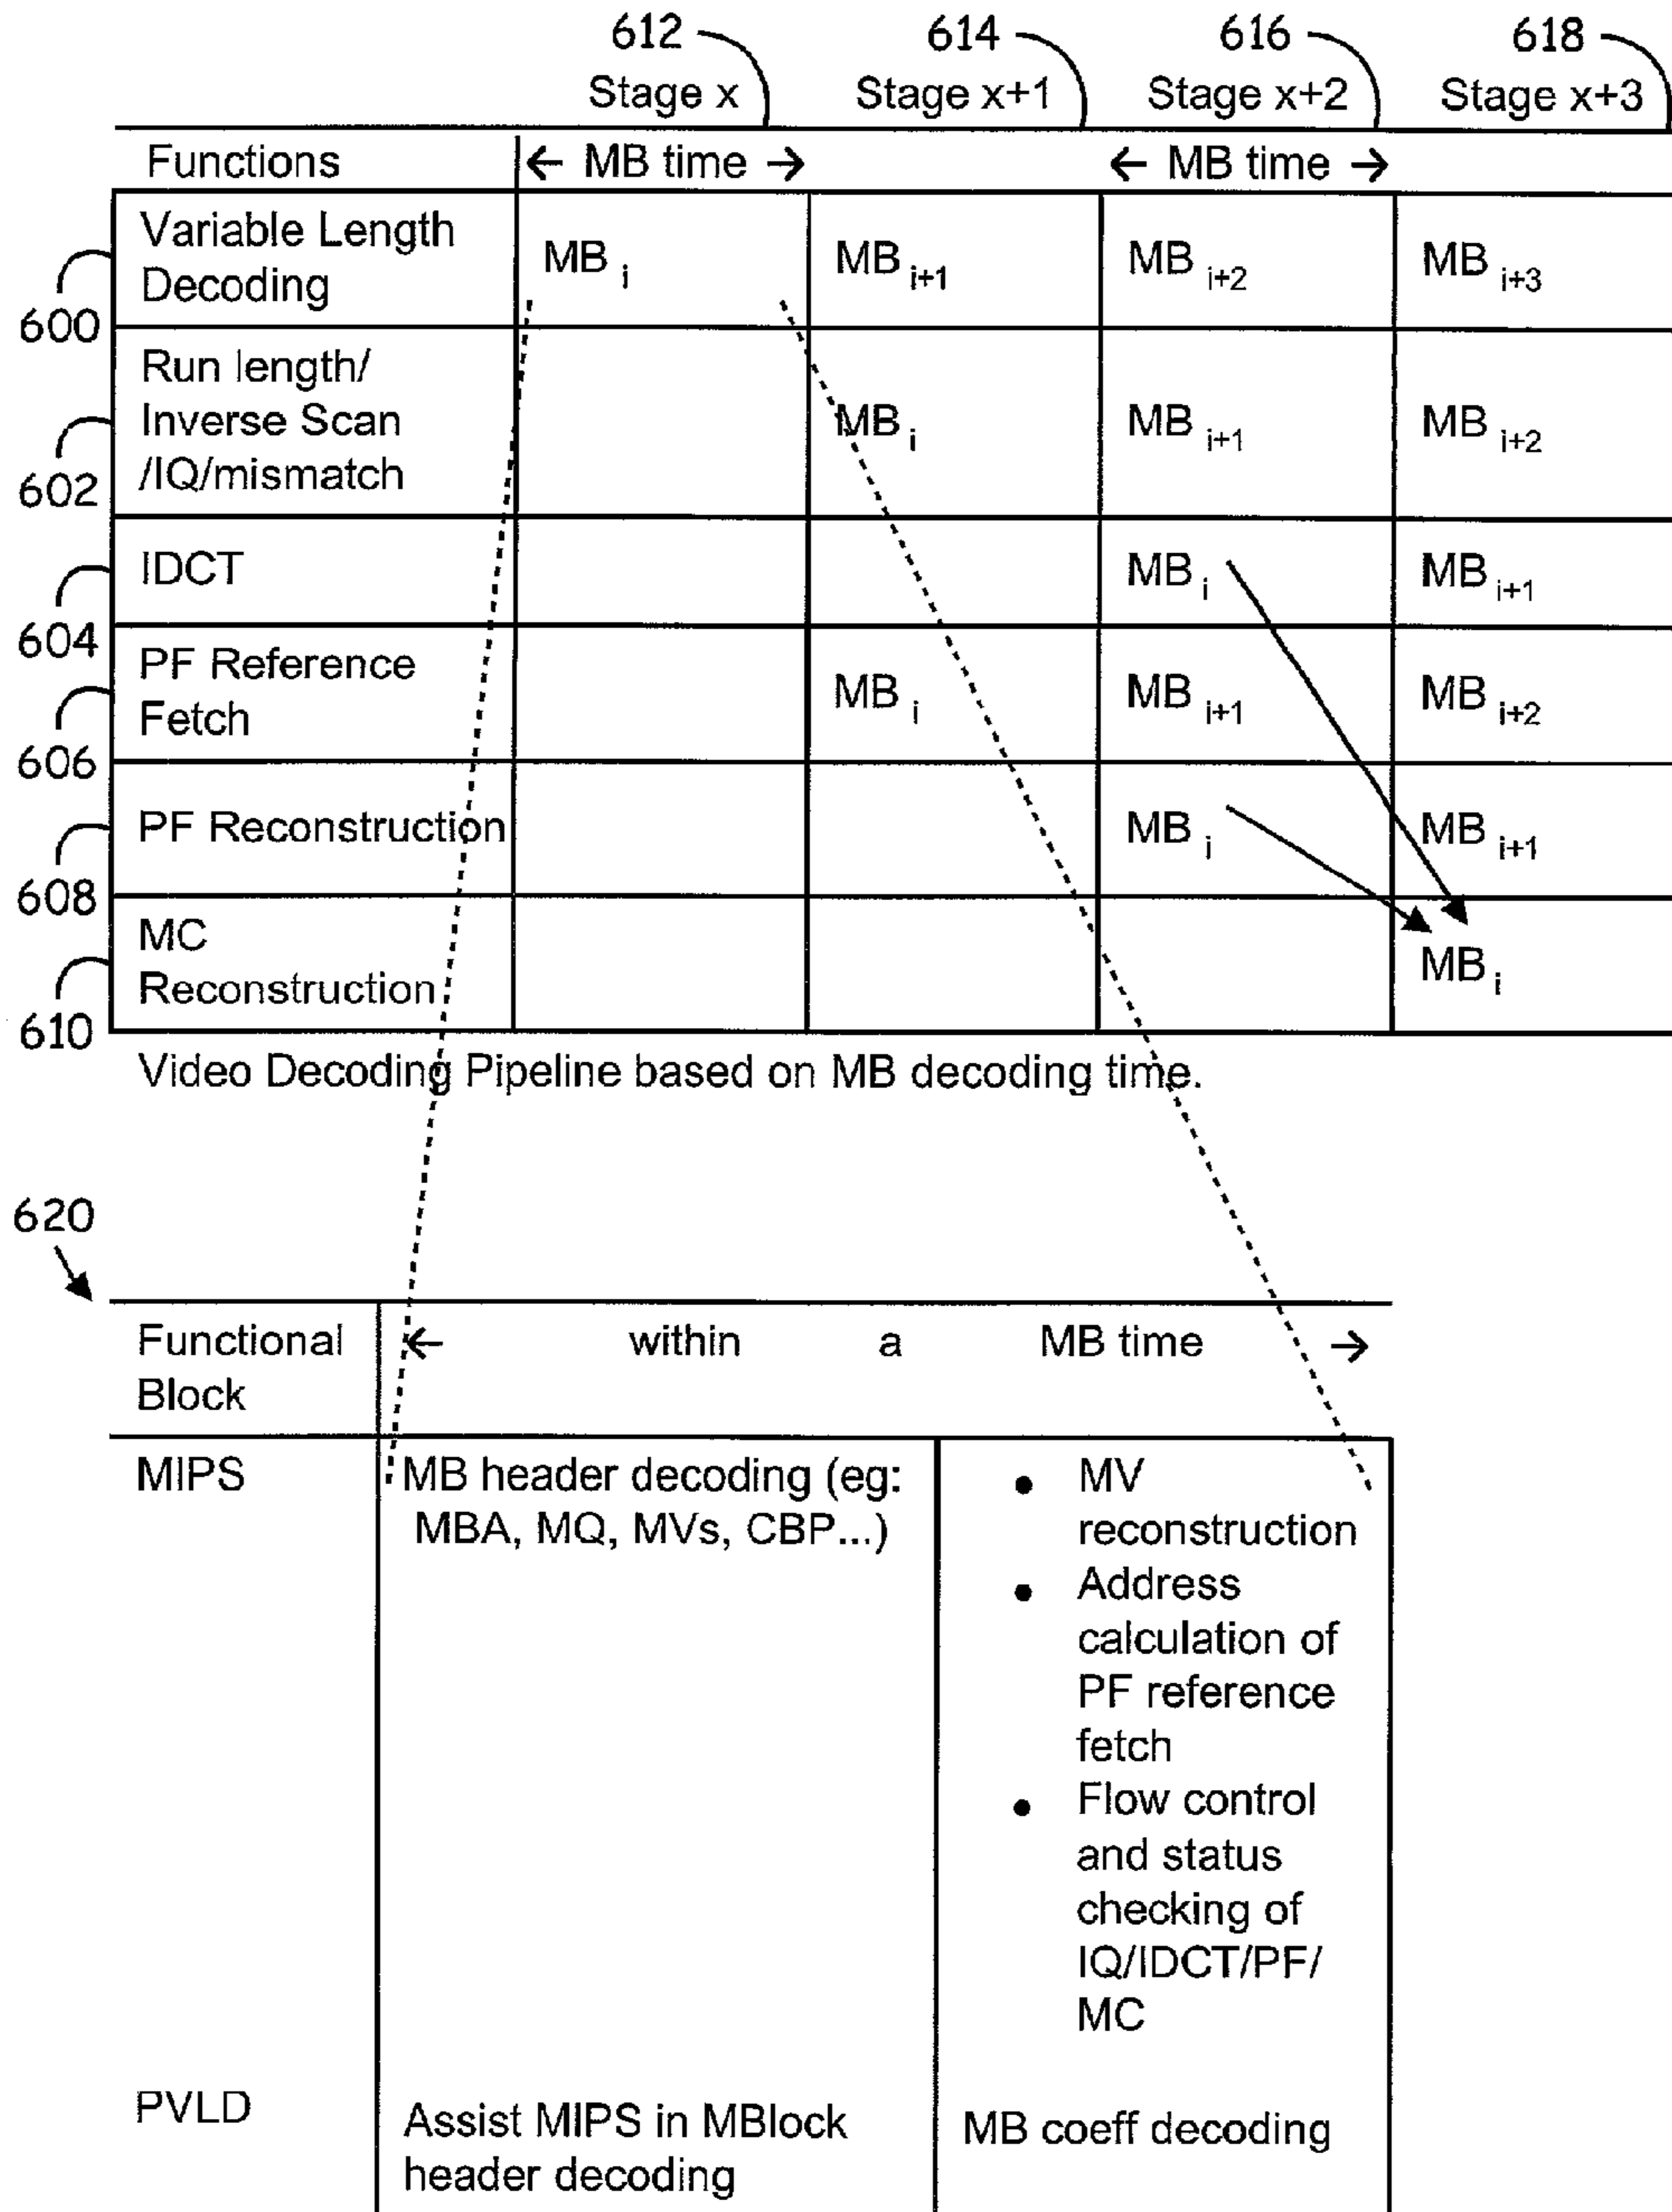 612 614 616 618
Stage x Stage x+1 Stage x+2 Stage x+3
Functions ← MB time → ← MB time →
Variable Length
Decoding
MB i MB i+1 MB i+2 MB i+3
600
Run length/
Inverse Scan
/IQ/mismatch
MB i MB i+1 MB i+2
602
IDCT MB i MB i+1
604
PF Reference
Fetch
MB i MB i+1 MB i+2
606
PF Reconstruction MB i MB i+1
608
MC
Reconstruction
MB i
610
Video Decoding Pipeline based on MB decoding time.
620
Functional
Block
← within a MB time →
MIPS
MB header decoding (eg:
MBA, MQ, MVs, CBP...)
• MV
reconstruction
• Address
calculation of
PF reference
fetch
• Flow control
and status
checking of
IQ/IDCT/PF/
MC
PVLD
Assist MIPS in MBlock
header decoding
MB coeff decoding